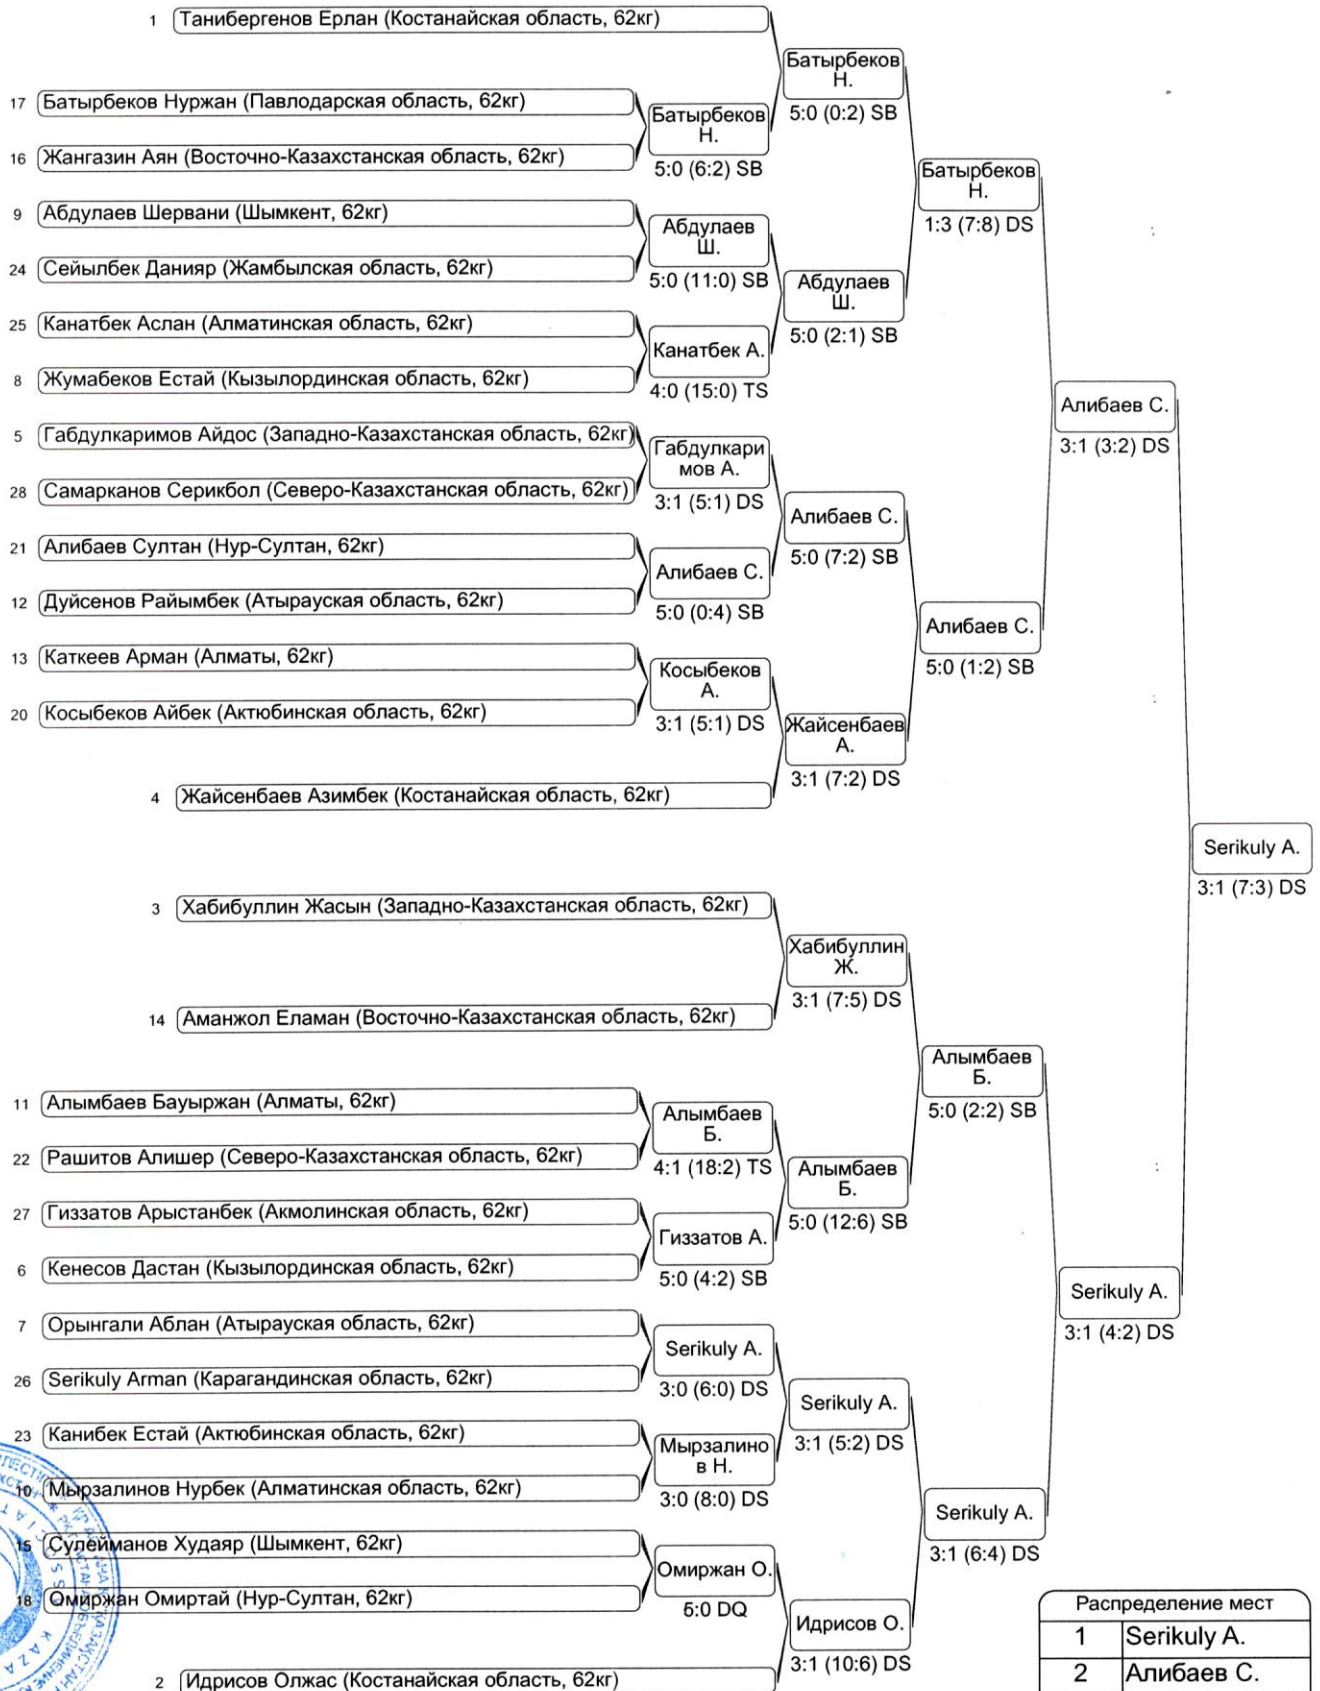 1 Танибергенов Ерлан (Костанайская область, 62кг)
17 Батырбеков Нуржан (Павлодарская область, 62кг)
16 Жангазин Аян (Восточно-Казахстанская область, 62кг)
9 Абдулаев Шервани (Шымкент, 62кг)
24 Сейылбек Данияр (Жамбылская область, 62кг)
25 Канатбек Аслан (Алматинская область, 62кг)
8 Жумабеков Естай (Кызылординская область, 62кг)
5 Габдулкаримов Айдос (Западно-Казахстанская область, 62кг)
28 Самарканов Серикбол (Северо-Казахстанская область, 62кг)
21 Алибаев Султан (Нур-Султан, 62кг)
12 Дуйсенов Райымбек (Атырауская область, 62кг)
13 Каткеев Арман (Алматы, 62кг)
20 Косыбеков Айбек (Актюбинская область, 62кг)
4 Жайсенбаев Азимбек (Костанайская область, 62кг)
3 Хабибуллин Жасын (Западно-Казахстанская область, 62кг)
14 Аманжол Еламан (Восточно-Казахстанская область, 62кг)
11 Алымбаев Бауыржан (Алматы, 62кг)
22 Рашитов Алишер (Северо-Казахстанская область, 62кг)
27 Гиззатов Арыстанбек (Акмолинская область, 62кг)
6 Кенесов Дастан (Кызылординская область, 62кг)
7 Орынгали Аблан (Атырауская область, 62кг)
26 Serikuly Arman (Карагандинская область, 62кг)
23 Канибек Естай (Актюбинская область, 62кг)
10 Мырзалинов Нурбек (Алматинская область, 62кг)
15 Сулейманов Худаяр (Шымкент, 62кг)
18 Омиржан Омиртай (Нур-Султан, 62кг)
2 Идрисов Олжас (Костанайская область, 62кг)
Батырбеков
Н.
5:0 (6:2) SB
Абдулаев
Ш.
5:0 (11:0) SB
Канатбек А.
4:0 (15:0) TS
Габдулкари
мов А.
3:1 (5:1) DS
Алибаев С.
5:0 (0:4) SB
Косыбеков
А.
3:1 (5:1) DS
Алымбаев
Б.
4:1 (18:2) TS
Гиззатов А.
5:0 (4:2) SB
Serikuly A.
3:0 (6:0) DS
Мырзалино
в Н.
3:0 (8:0) DS
Омиржан О.
5:0 DQ
Батырбеков
Н.
5:0 (0:2) SB
Абдулаев
Ш.
5:0 (2:1) SB
Алибаев С.
5:0 (7:2) SB
Жайсенбаев
А.
3:1 (7:2) DS
Хабибуллин
Ж.
3:1 (7:5) DS
Алымбаев
Б.
5:0 (12:6) SB
Serikuly A.
3:1 (5:2) DS
Идрисов О.
3:1 (10:6) DS
Батырбеков
Н.
1:3 (7:8) DS
Алибаев С.
5:0 (1:2) SB
Алымбаев
Б.
5:0 (2:2) SB
Serikuly A.
3:1 (6:4) DS
Алибаев С.
3:1 (3:2) DS
Serikuly A.
3:1 (4:2) DS
Serikuly A.
3:1 (7:3) DS
Распределение мест
1 Serikuly A.
2 Алибаев С.